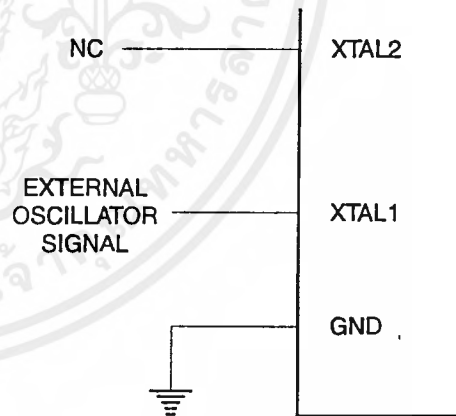 NC
XTAL2
EXTERNAL
OSCILLATOR
SIGNAL
XTAL1
GND